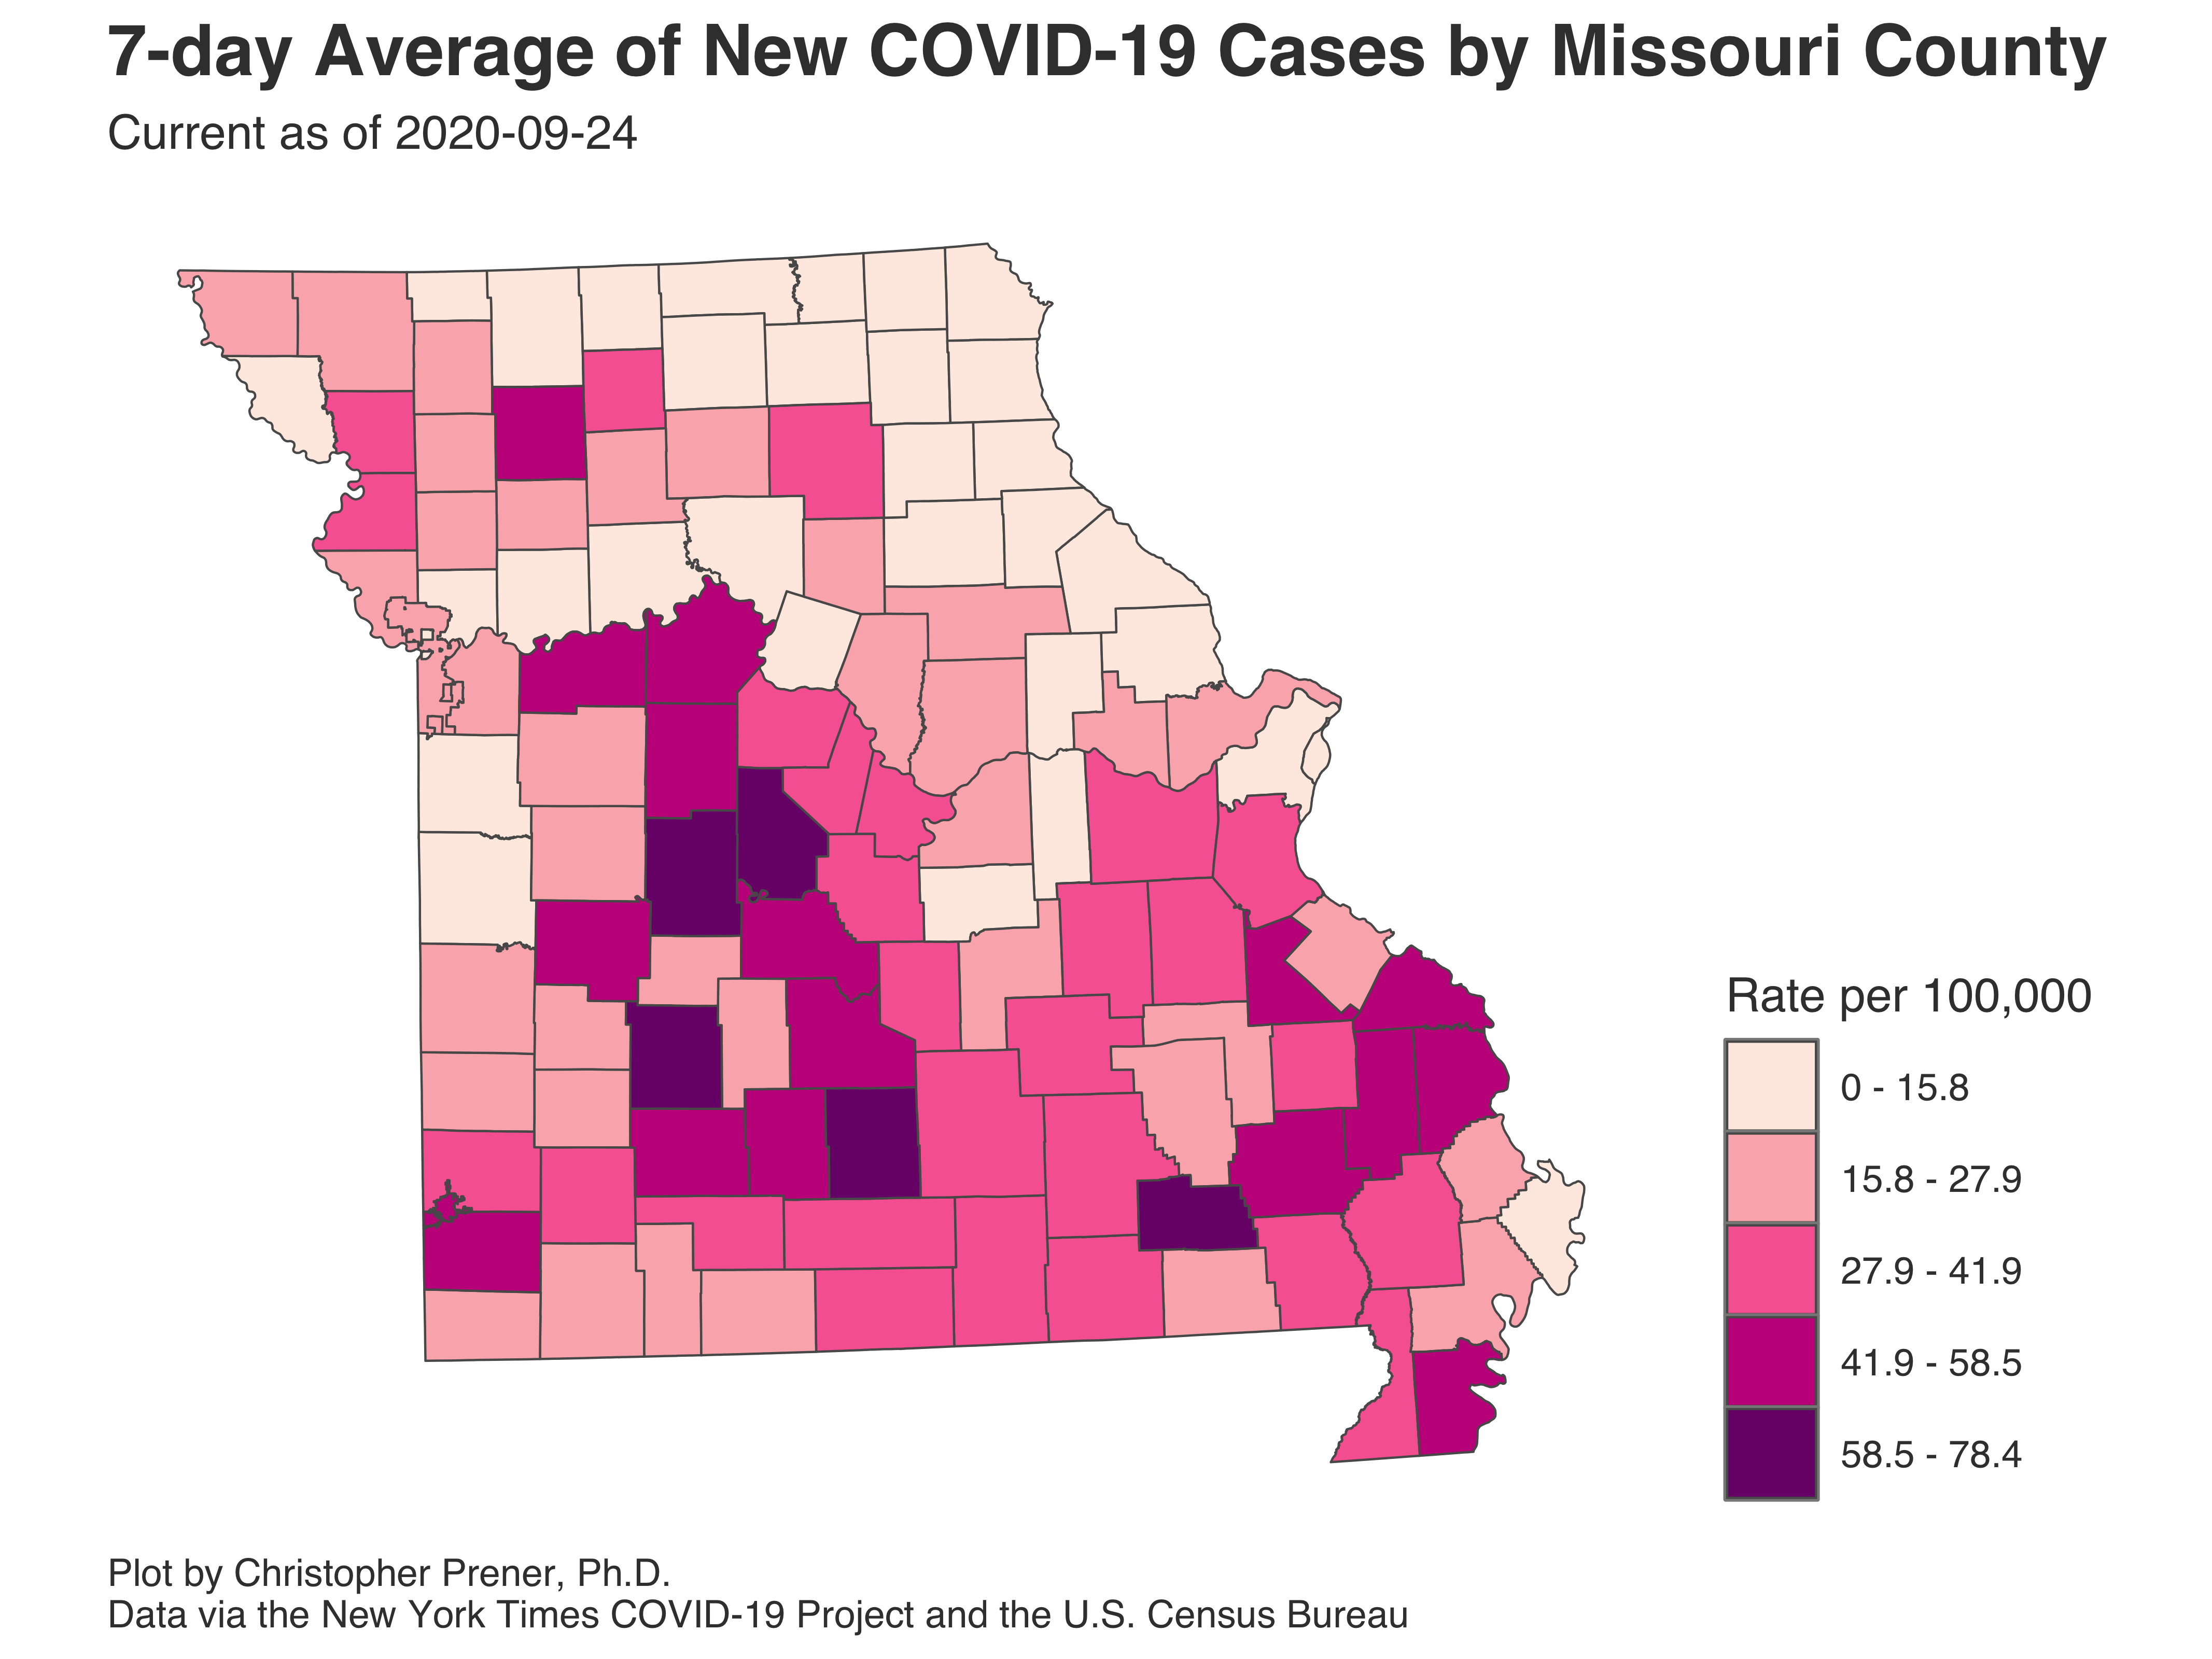 7-day Average of New COVID-19 Cases by Missouri County
Current as of 2020-09-24
Rate per 100,000
0 - 15.8
15.8 - 27.9
27.9 - 41.9
41.9 - 58.5
58.5 - 78.4
Plot by Christopher Prener, Ph.D.
Data via the New York Times COVID-19 Project and the U.S. Census Bureau